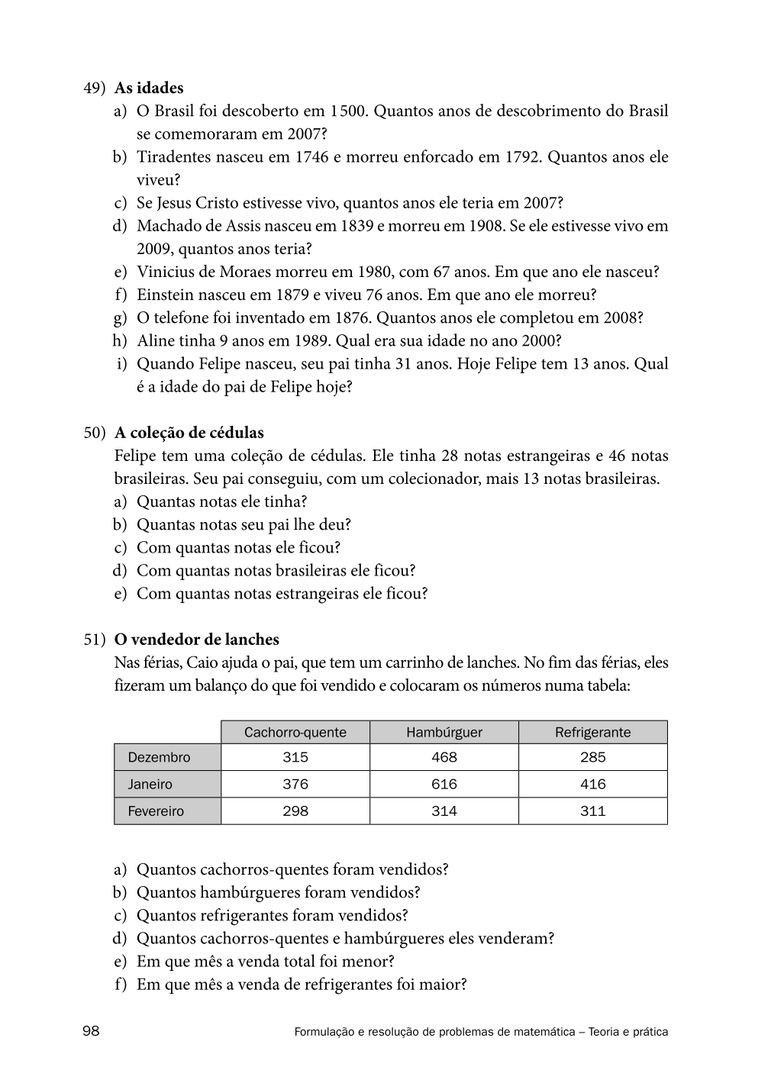 49) As idades
a) O Brasil foi descoberto em 1500. Quantos anos de descobrimento do Brasil
se comemoraram em 2007?
b) Tiradentes nasceu em 1746 e morreu enforcado em 1792. Quantos anos ele
viveu?
c) Se Jesus Cristo estivesse vivo, quantos anos ele teria em 2007?
d) Machado de Assis nasceu em 1839 e morreu em 1908. Se ele estivesse vivo em
2009, quantos anos teria?
e) Vinicius de Moraes morreu em 1980, com 67 anos. Em que ano ele nasceu?
f) Einstein nasceu em 1879 e viveu 76 anos. Em que ano ele morreu?
g) O telefone foi inventado em 1876. Quantos anos ele completou em 2008?
h) Aline tinha 9 anos em 1989. Qual era sua idade no ano 2000?
i) Quando Felipe nasceu, seu pai tinha 31 anos. Hoje Felipe tem 13 anos. Qual
é a idade do pai de Felipe hoje?
50) A coleção de cédulas
Felipe tem uma coleção de cédulas. Ele tinha 28 notas estrangeiras e 46 notas
brasileiras. Seu pai conseguiu, com um colecionador, mais 13 notas brasileiras.
a) Quantas notas ele tinha?
b) Quantas notas seu pai lhe deu?
c) Com quantas notas ele ficou?
d) Com quantas notas brasileiras ele ficou?
e) Com quantas notas estrangeiras ele ficou?
51) O vendedor de lanches
Nas férias, Caio ajuda o pai, que tem um carrinho de lanches. No fim das férias, eles
fizeram um balanço do que foi vendido e colocaram os números numa tabela:
Cachorro-quente Hambúrguer Refrigerante
Dezembro 315 468 285
Janeiro 376 616 416
Fevereiro 298 314 311
a) Quantos cachorros-quentes foram vendidos?
b) Quantos hambúrgueres foram vendidos?
c) Quantos refrigerantes foram vendidos?
d) Quantos cachorros-quentes e hambúrgueres eles venderam?
e) Em que mês a venda total foi menor?
f) Em que mês a venda de refrigerantes foi maior?
98 Formulação e resolução de problemas de matemática – Teoria e prática